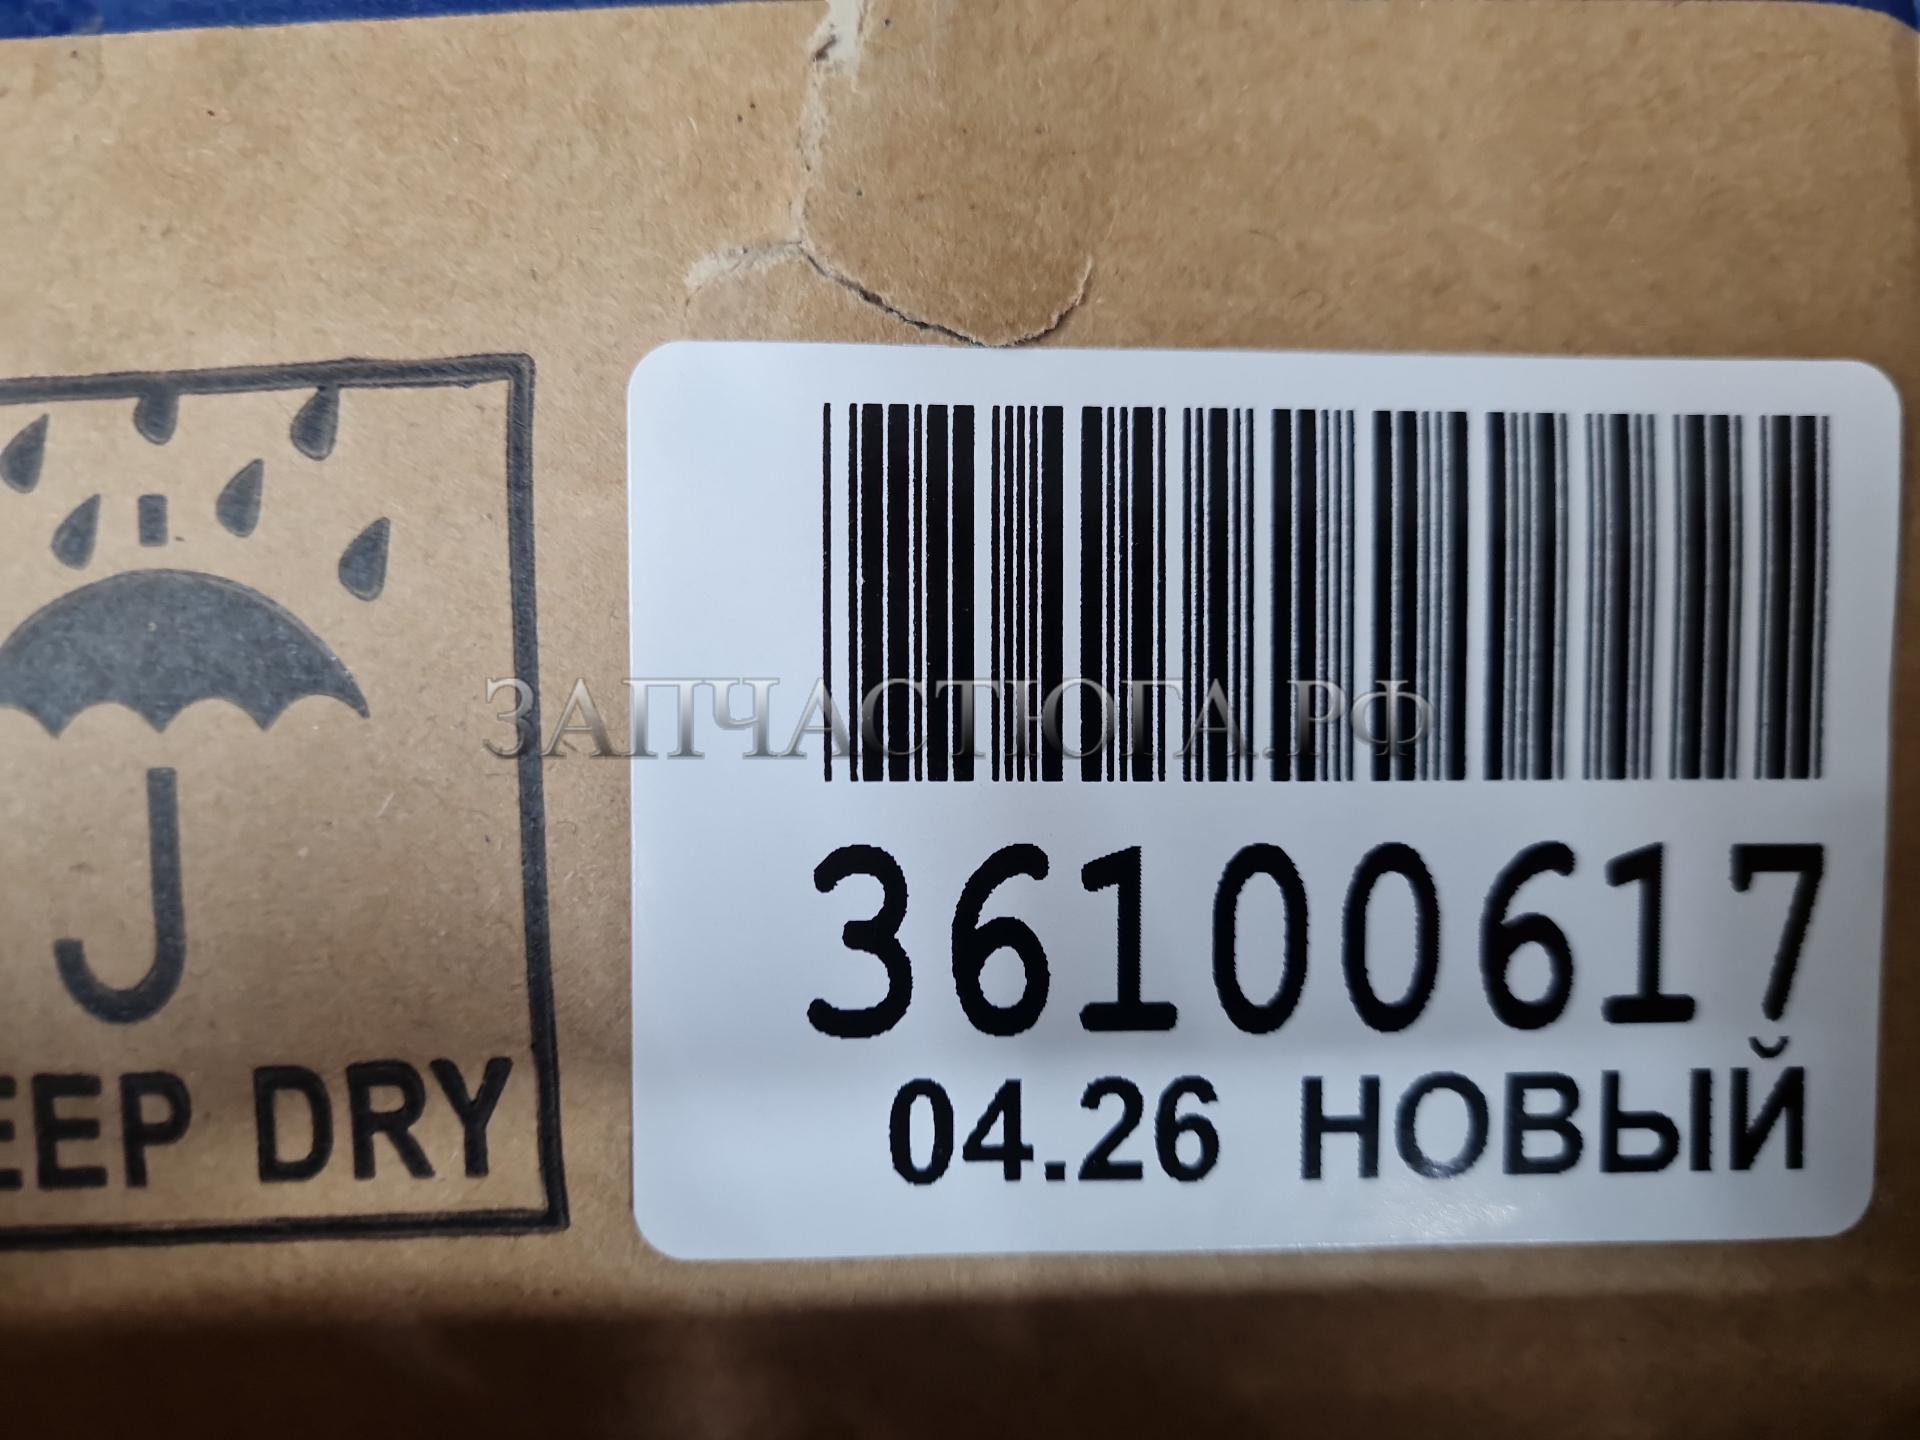 ЗАПЧАСТЮГА.РФ
36100617
04.26 НОВЫЙ
EEP DRY